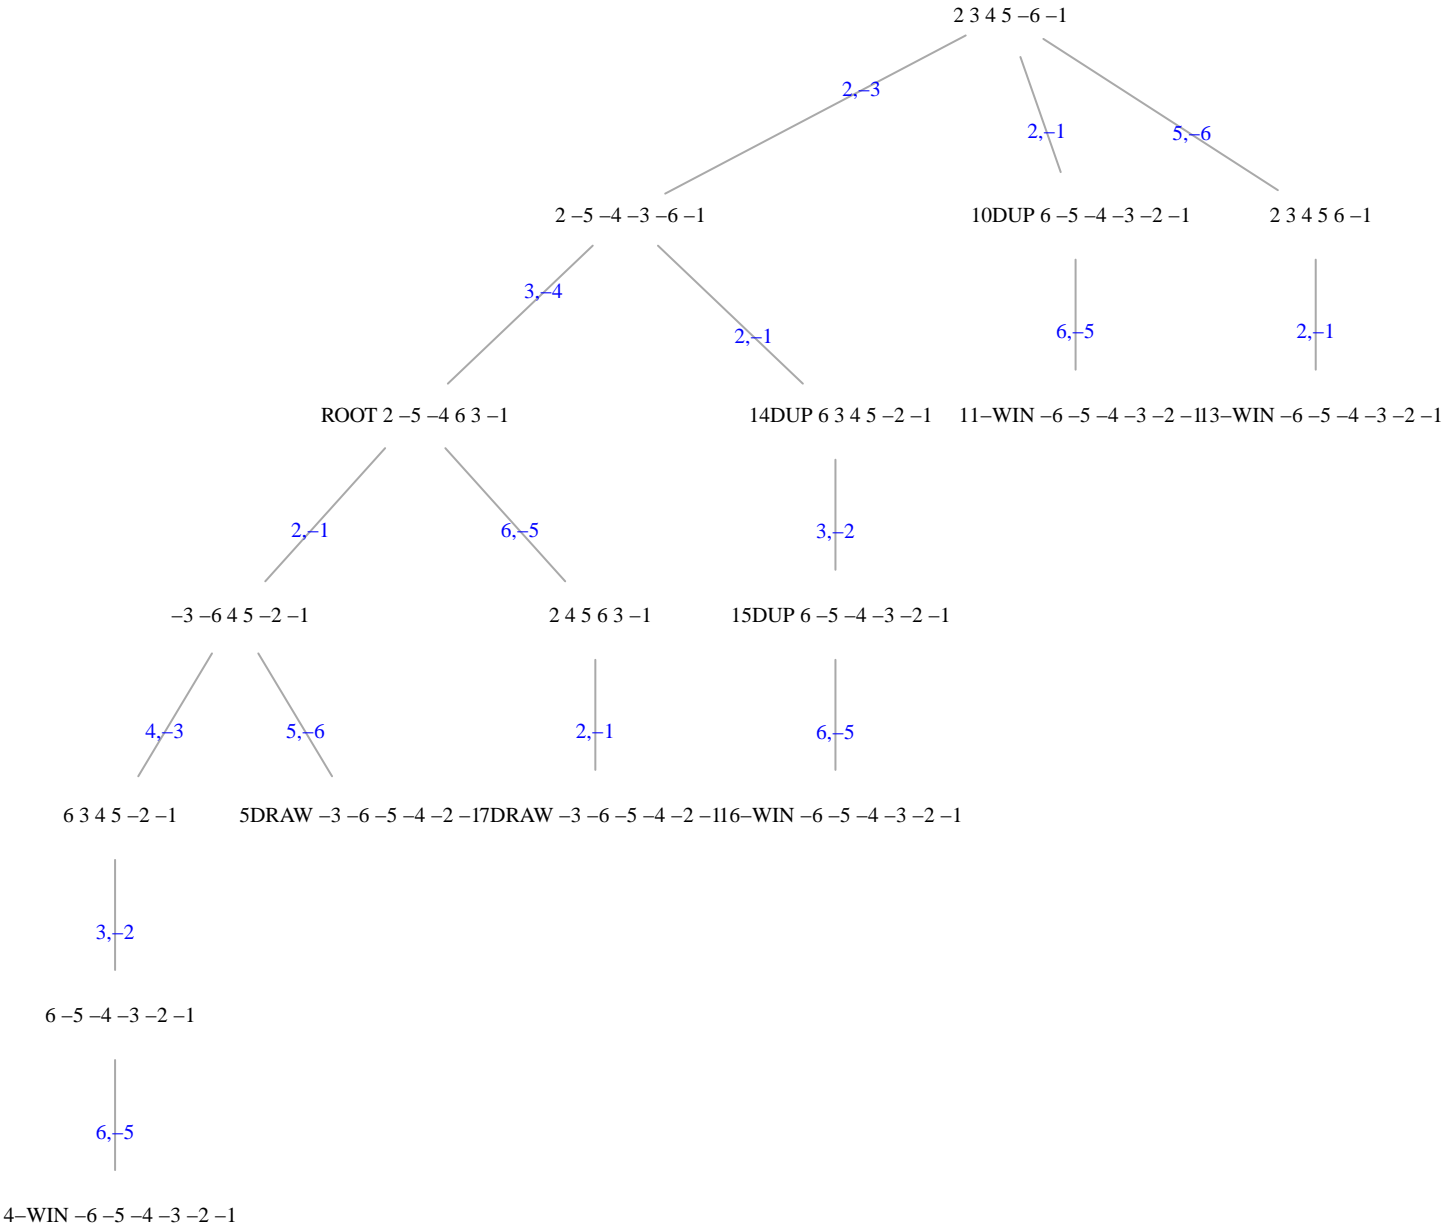 2 3 4 5 –6 –1
2,–3
2,–1
5,–6
2 –5 –4 –3 –6 –1
10DUP 6 –5 –4 –3 –2 –1
2 3 4 5 6 –1
3,–4
2,–1
6,–5
2,–1
ROOT 2 –5 –4 6 3 –1
14DUP 6 3 4 5 –2 –1
11–WIN –6 –5 –4 –3 –2 –1
13–WIN –6 –5 –4 –3 –2 –1
2,–1
6,–5
3,–2
–3 –6 4 5 –2 –1
2 4 5 6 3 –1
15DUP 6 –5 –4 –3 –2 –1
4,–3
5,–6
2,–1
6,–5
6 3 4 5 –2 –1
5DRAW –3 –6 –5 –4 –2 –1
7DRAW –3 –6 –5 –4 –2 –1
16–WIN –6 –5 –4 –3 –2 –1
3,–2
6 –5 –4 –3 –2 –1
6,–5
4–WIN –6 –5 –4 –3 –2 –1